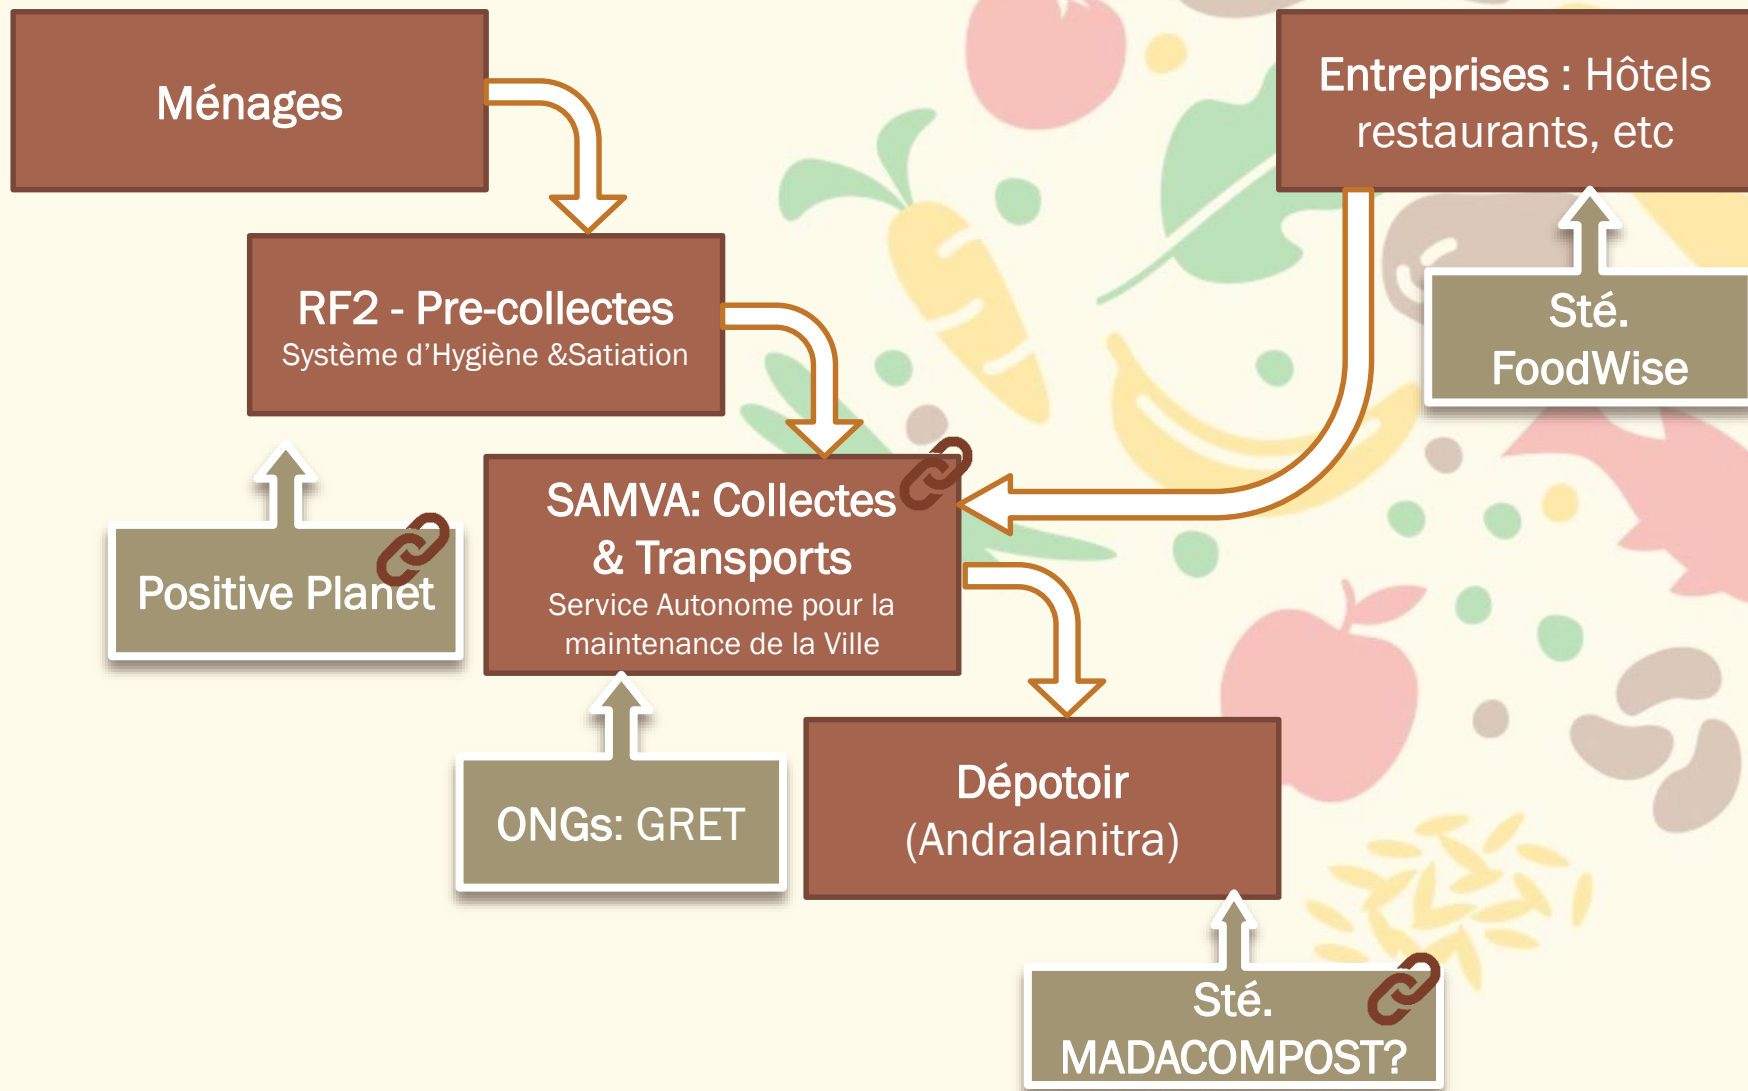 Ménages
Entreprises : Hôtels
restaurants, etc
RF2 - Pre-collectes
Système d'Hygiène &Satiation
Sté.
FoodWise
SAMVA: Collectes
& Transports
Service Autonome pour la
maintenance de la Ville
Positive Planet
ONGs: GRET
Dépotoir
(Andralanitra)
Sté.
MADACOMPOST?